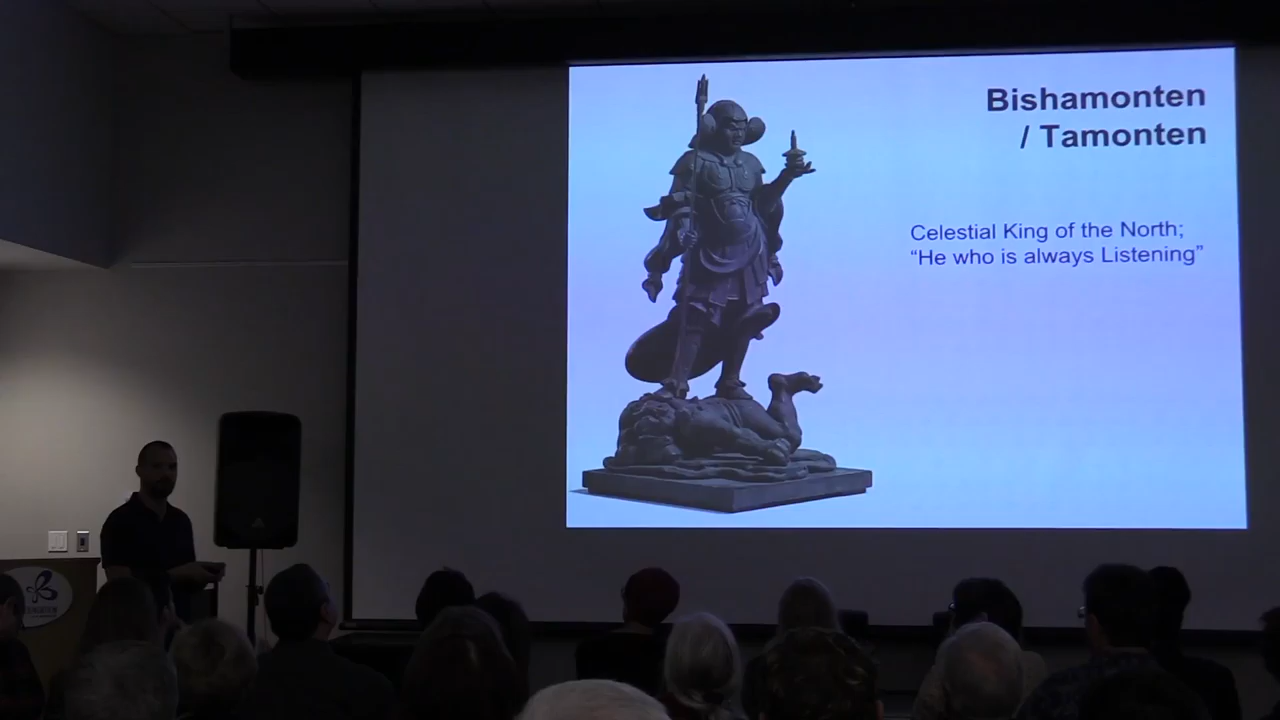 Bishamonten
/ Tamonten
Celestial King of the North;
“He who is always Listening”